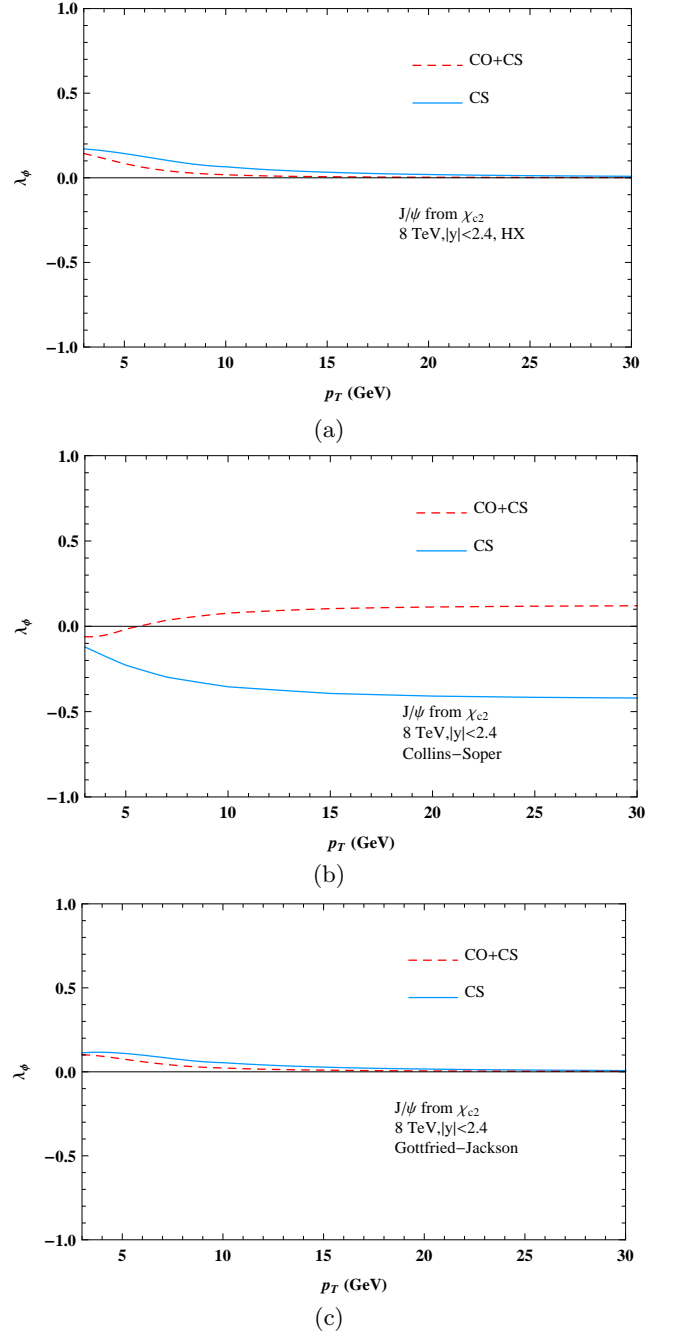 1.0
0.5
0.0
−0.5
−1.0
λϕ
CO+CS
CS
J/ψ from χc2
8 TeV,|y|<2.4, HX
5 10 15 20 25 30
pT (GeV)
(a)
1.0
0.5
0.0
−0.5
−1.0
λϕ
CO+CS
CS
J/ψ from χc2
8 TeV,|y|<2.4
Collins−Soper
5 10 15 20 25 30
pT (GeV)
(b)
1.0
0.5
0.0
−0.5
−1.0
λϕ
CO+CS
CS
J/ψ from χc2
8 TeV,|y|<2.4
Gottfried−Jackson
5 10 15 20 25 30
pT (GeV)
(c)